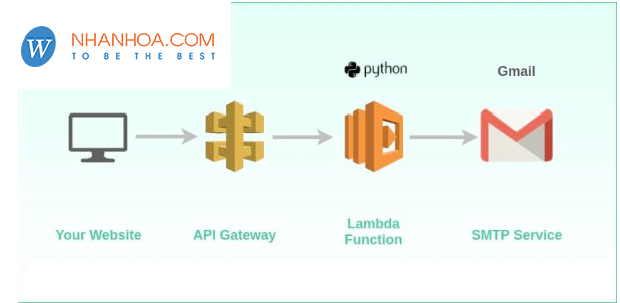 W
NHANHOA.COM
TO BE THE BEST
python
Gmail
Your Website
API Gateway
Lambda
Function
SMTP Service